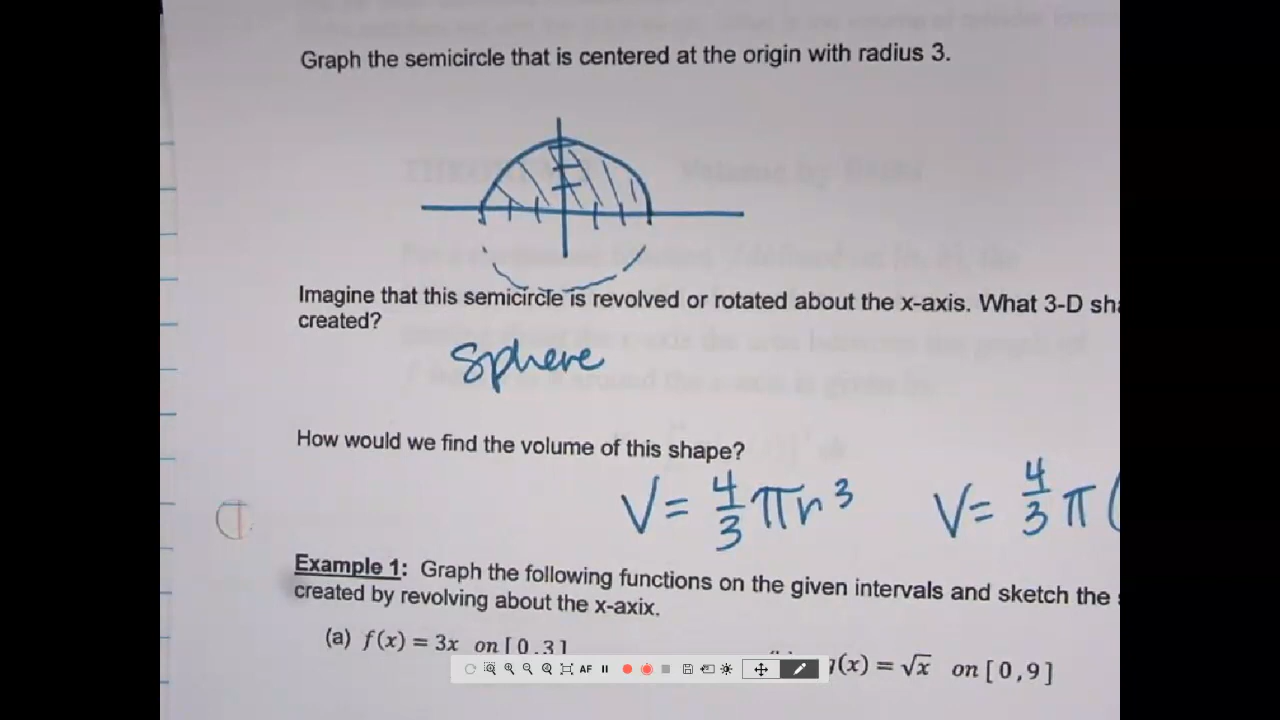 Graph the semicircle that is centered at the origin with radius 3.
Imagine that this semicircle is revolved or rotated about the x-axis. What 3-D sha
created?
sphere
How would we find the volume of this shape?
V = 4/3 πr³ V = 4/3 π (
Example 1: Graph the following functions on the given intervals and sketch the
created by revolving about the x-axix.
(a) f(x) = 3x on [0,3]
g(x) = √x on [0,9]
AF